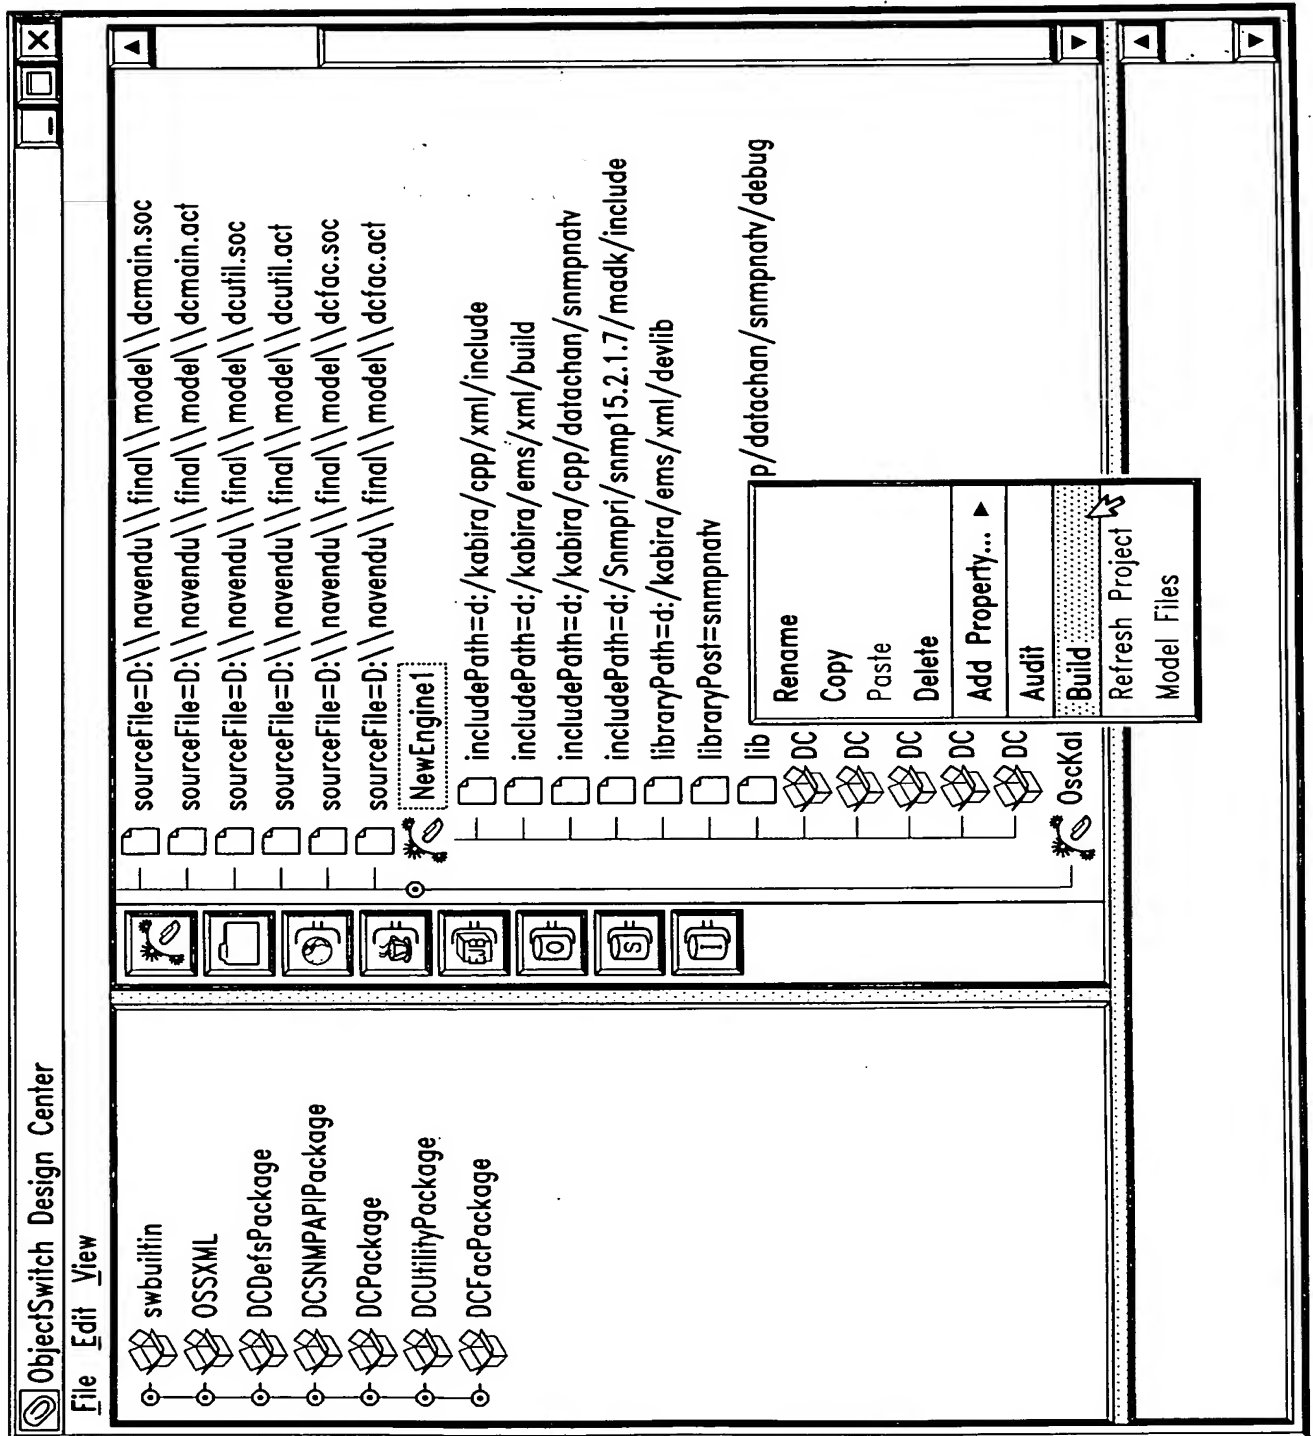 ObjectSwitch Design Center
File Edit View
swbuiltin
OSSXML
DCDefsPackage
DCSNMPAPIPackage
DCPackage
DCUtilityPackage
DCFacPackage
EJB
O
S
I
sourceFile=D:\\navendu\\final\\model\\dcmain.soc
sourceFile=D:\\navendu\\final\\model\\dcmain.act
sourceFile=D:\\navendu\\final\\model\\dcutil.soc
sourceFile=D:\\navendu\\final\\model\\dcutil.act
sourceFile=D:\\navendu\\final\\model\\dcfac.soc
sourceFile=D:\\navendu\\final\\model\\dcfac.act
NewEngine1
includePath=d:/kabira/cpp/xml/include
includePath=d:/kabira/ems/xml/build
includePath=d:/kabira/cpp/datachan/snmpnatv
includePath=d:/Snmpri/snmp15.2.1.7/madk/include
libraryPath=d:/kabira/ems/xml/devlib
libraryPost=snmpnatv
lib p/datachan/snmpnatv/debug
DC
DC
DC
DC
DC
OscKal
Rename
Copy
Paste
Delete
Add Property...
Audit
Build
Refresh Project
Model Files